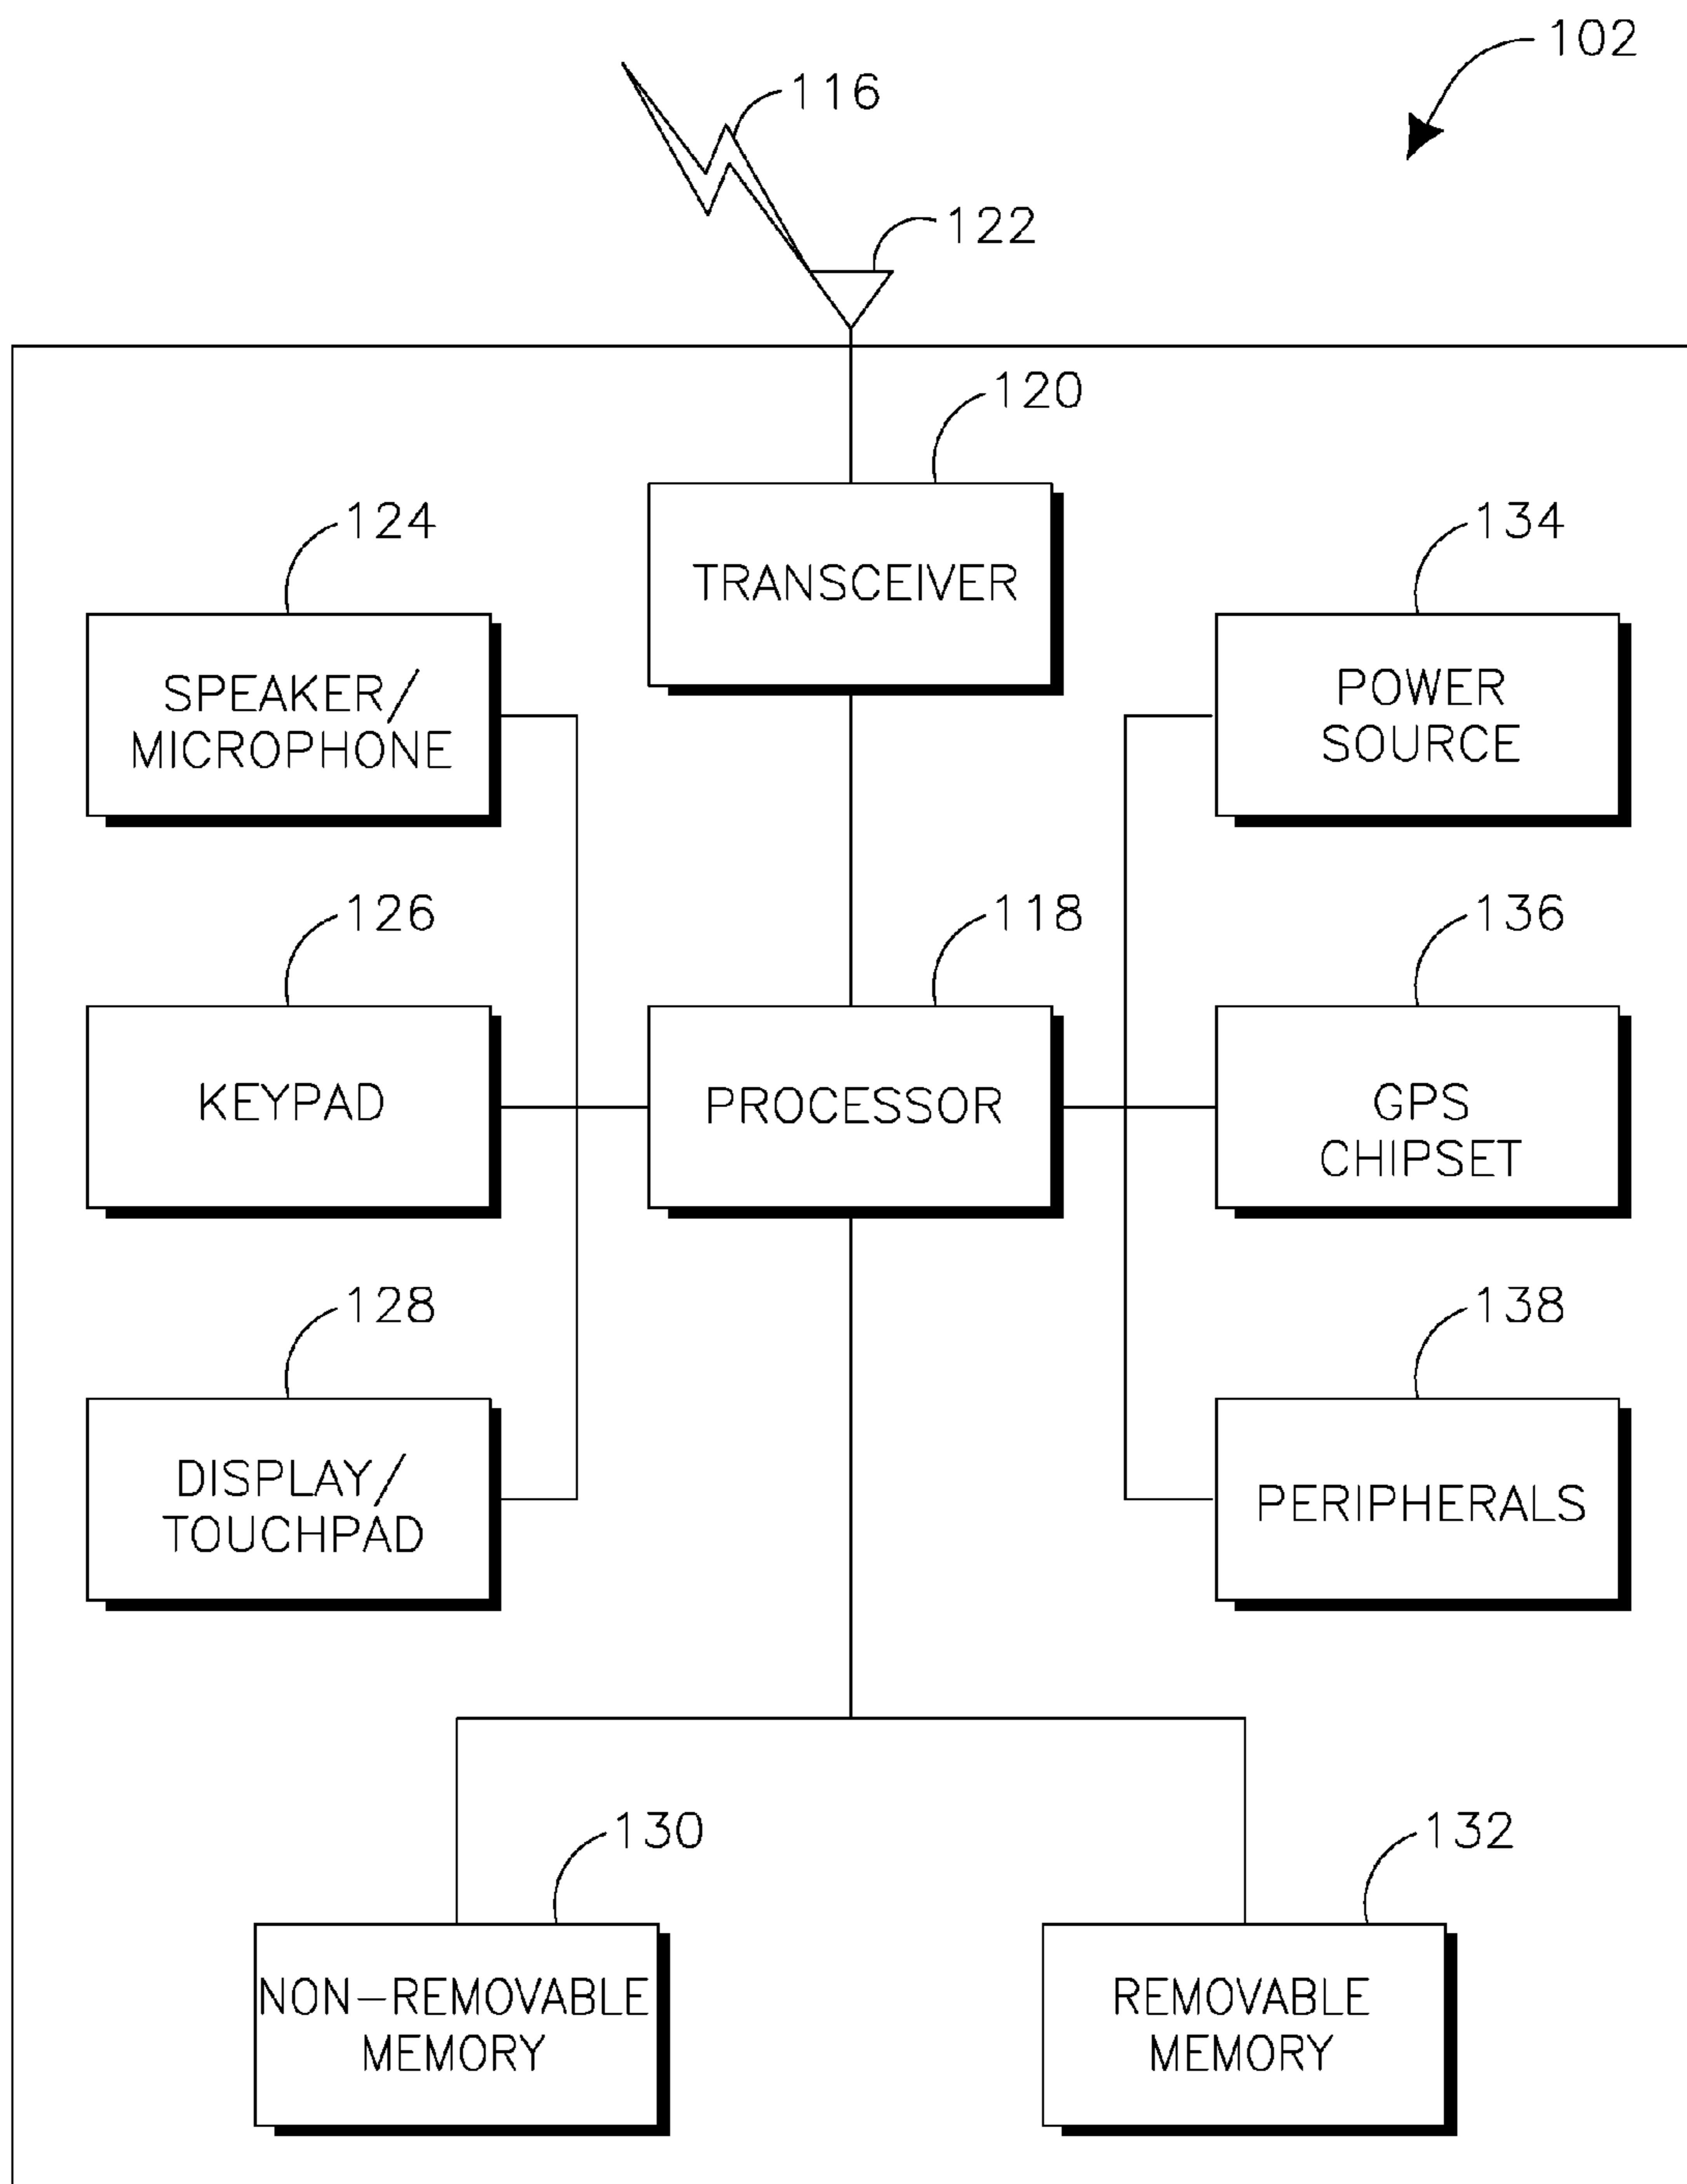 102
116
122
120
124
134
TRANSCEIVER
SPEAKER/
MICROPHONE
POWER
SOURCE
126
118
136
KEYPAD
PROCESSOR
GPS
CHIPSET
128
138
DISPLAY/
TOUCHPAD
PERIPHERALS
130
132
NON-REMOVABLE
MEMORY
REMOVABLE
MEMORY